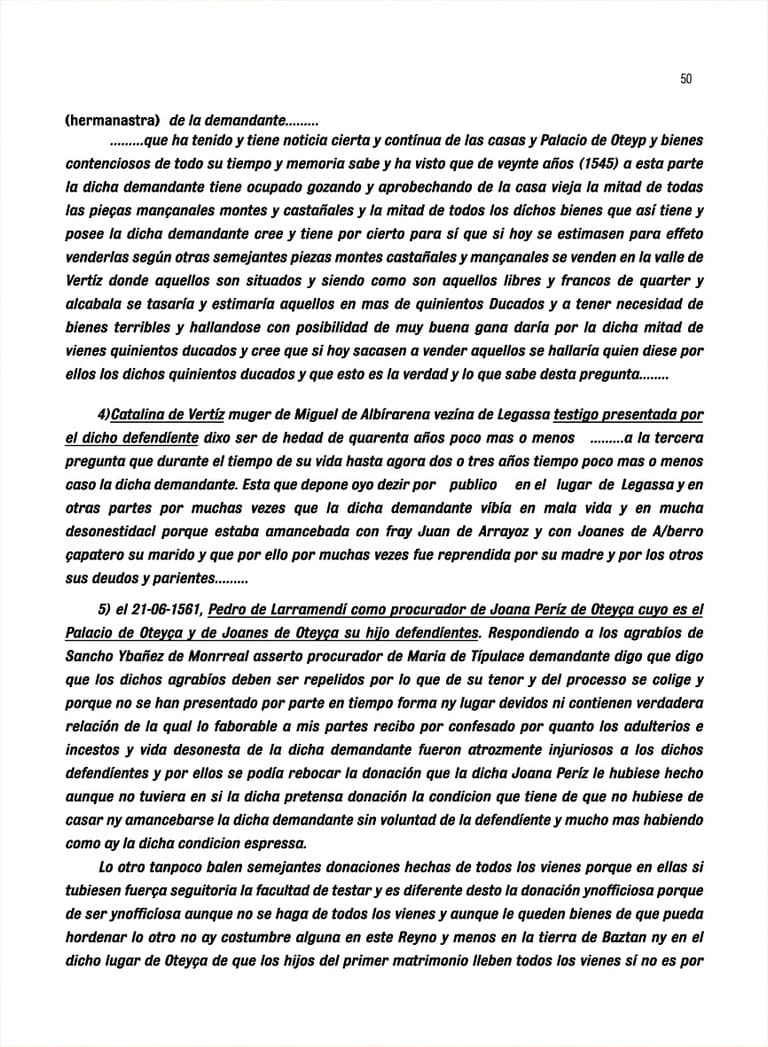 50
(hermanastra) de la demandante.........
.........que ha tenido y tiene noticia cierta y contínua de las casas y Palacio de Oteyp y bienes
contenciosos de todo su tiempo y memoria sabe y ha visto que de veynte años (1545) a esta parte
la dicha demandante tiene ocupado gozando y aprobechando de la casa vieja la mitad de todas
las pieças mançanales montes y castañales y la mitad de todos los díchos bienes que así tiene y
posee la dicha demandante cree y tiene por cierto para sí que si hoy se estimasen para effeto
venderlas según otras semejantes piezas montes castañales y mançanales se venden en la valle de
Vertíz donde aquellos son situados y siendo como son aquellos libres y francos de quarter y
alcabala se tasaría y estimaría aquellos en mas de quinientos Ducados y a tener necesidad de
bienes terribles y hallandose con posibilidad de muy buena gana daría por la dicha mitad de
vienes quinientos ducados y cree que si hoy sacasen a vender aquellos se hallaría quien diese por
ellos los dichos quinientos ducados y que esto es la verdad y lo que sabe desta pregunta........
4)Catalina de Vertíz muger de Miguel de Albírarena vezína de Legassa testigo presentada por
el dicho defendíente dixo ser de hedad de quarenta años poco mas o menos .........a la tercera
pregunta que durante el tiempo de su vida hasta agora dos o tres años tiempo poco mas o menos
caso la dicha demandante. Esta que depone oyo dezir por publico en el lugar de Legassa y en
otras partes por muchas vezes que la dicha demandante víbía en mala vida y en mucha
desonestidacl porque estaba amancebada con fray Juan de Arrayoz y con Joanes de A/berro
çapatero su marido y que por ello por muchas vezes fue reprendida por su madre y por los otros
sus deudos y parientes.........
5) el 21-06-1561, Pedro de Larramendí como procurador de Joana Períz de Oteyça cuyo es el
Palacio de Oteyça y de Joanes de Oteyça su hijo defendíentes. Respondiendo a los agrabíos de
Sancho Ybañez de Monrreal asserto procurador de Maria de Típulace demandante digo que digo
que los dichos agrabíos deben ser repelidos por lo que de su tenor y del processo se colige y
porque no se han presentado por parte en tiempo forma ny lugar devidos ni contienen verdadera
relación de la qual lo faborable a mis partes recibo por confesado por quanto los adulterios e
incestos y vida desonesta de la dicha demandante fueron atrozmente injuriosos a los dichos
defendíentes y por ellos se podía rebocar la donación que la dicha Joana Períz le hubiese hecho
aunque no tuviera en si la dicha pretensa donación la condicion que tiene de que no hubiese de
casar ny amancebarse la dicha demandante sin voluntad de la defendíente y mucho mas habiendo
como ay la dicha condicion espressa.
Lo otro tanpoco balen semejantes donaciones hechas de todos los vienes porque en ellas si
tubiesen fuerça seguitoria la facultad de testar y es diferente desto la donación ynofficiosa porque
de ser ynofficíosa aunque no se haga de todos los vienes y aunque le queden bienes de que pueda
hordenar lo otro no ay costumbre alguna en este Reyno y menos en la tierra de Baztan ny en el
dicho lugar de Oteyça de que los hijos del primer matrimonio lleben todos los vienes sí no es por